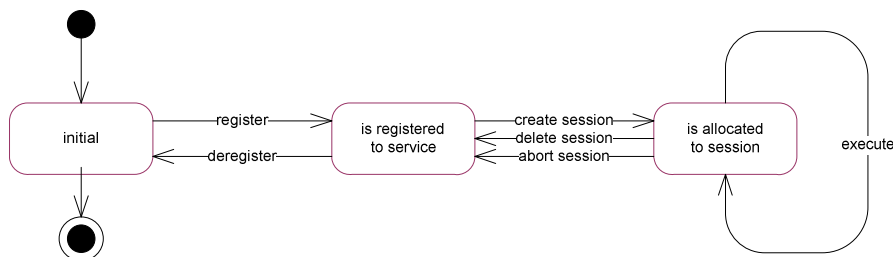 initial
register
deregister
is registered
to service
create session
delete session
abort session
is allocated
to session
execute